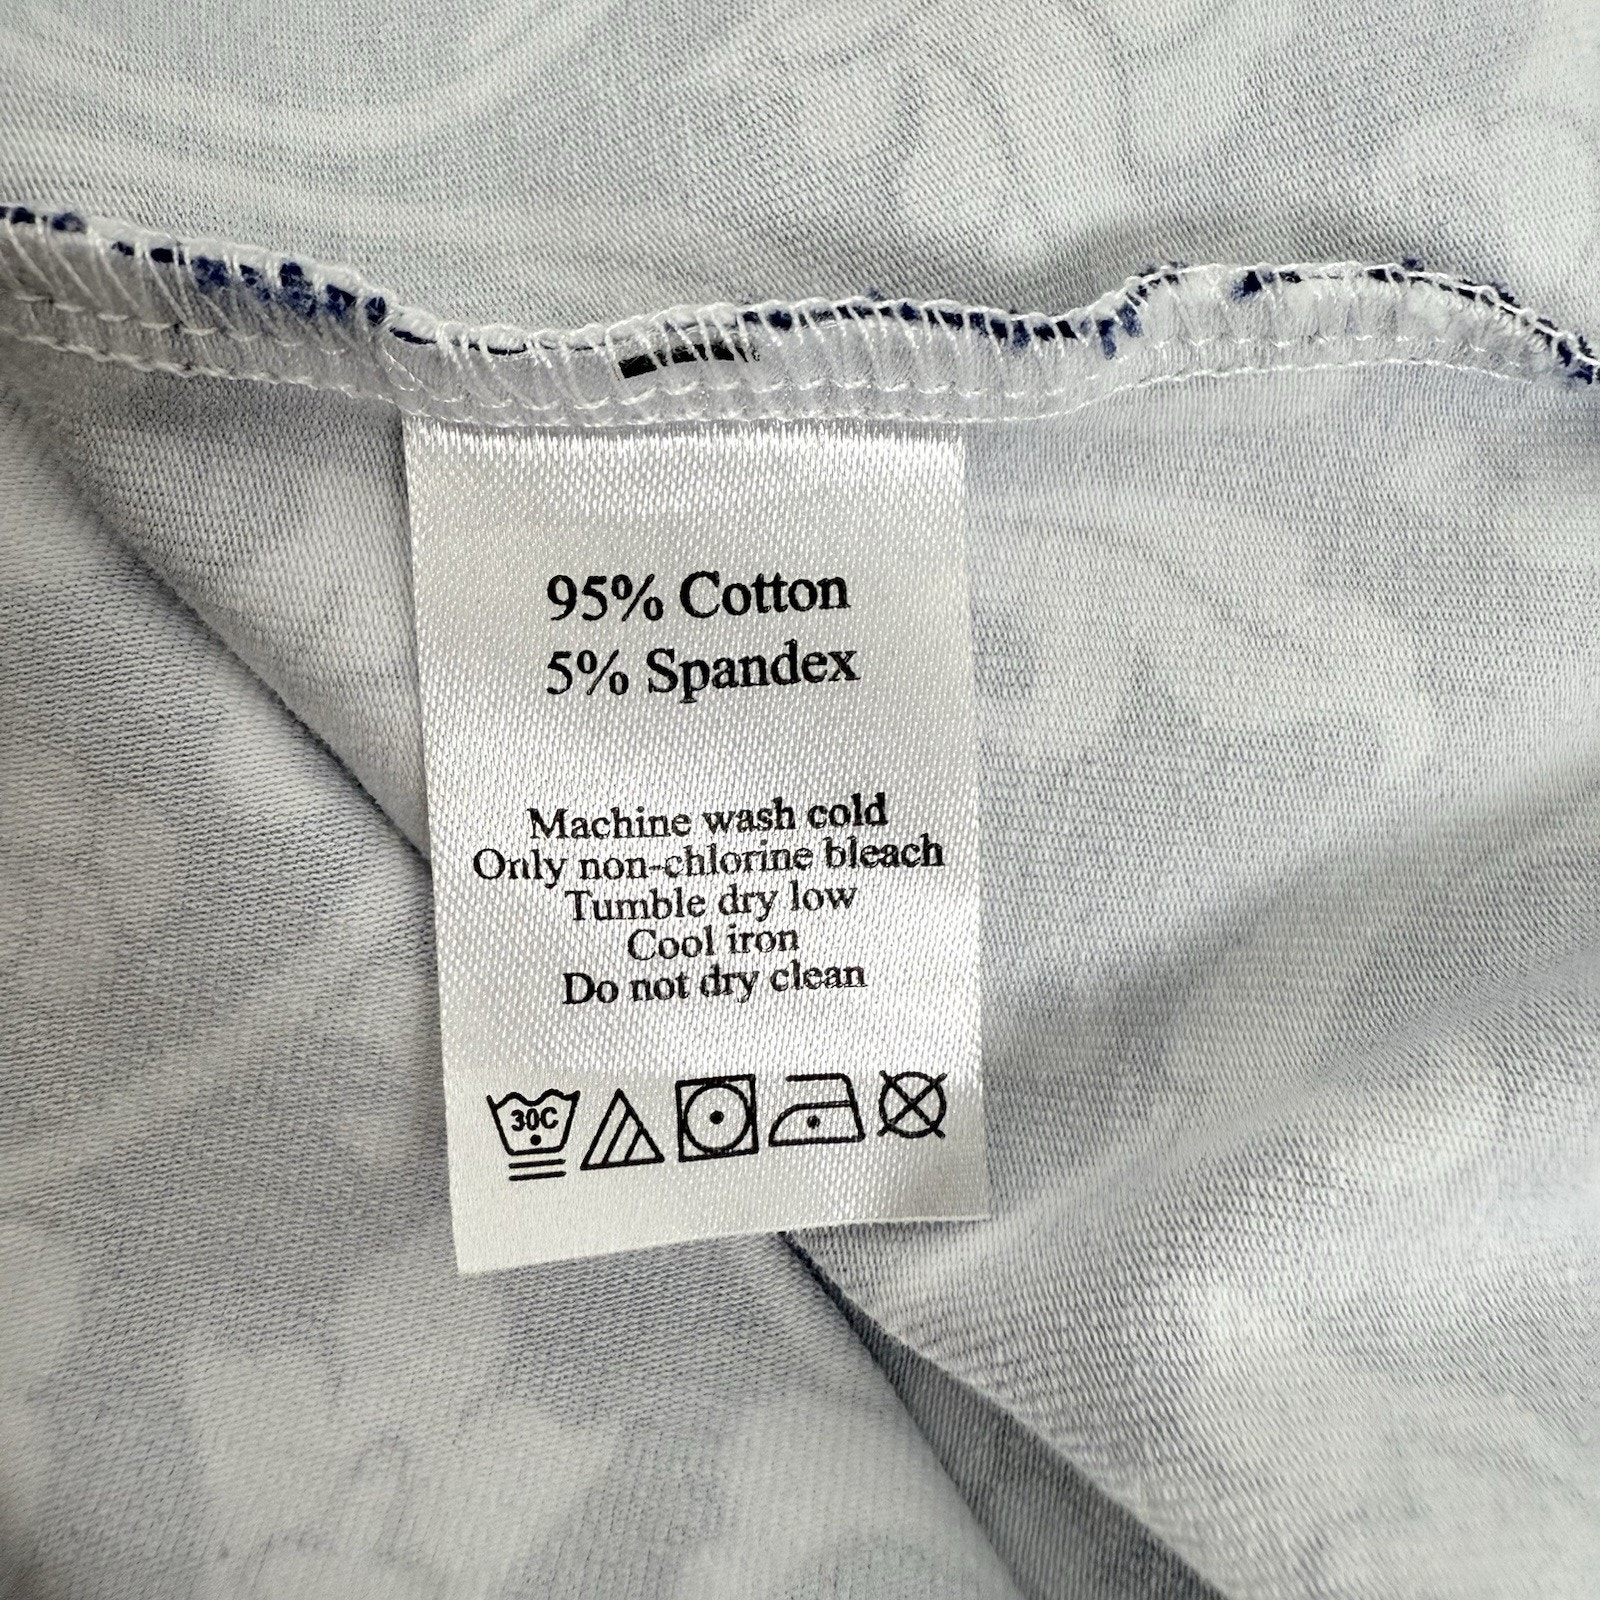 95% Cotton
5% Spandex
Machine wash cold
Only non-chlorine bleach
Tumble dry low
Cool iron
Do not dry clean
30C